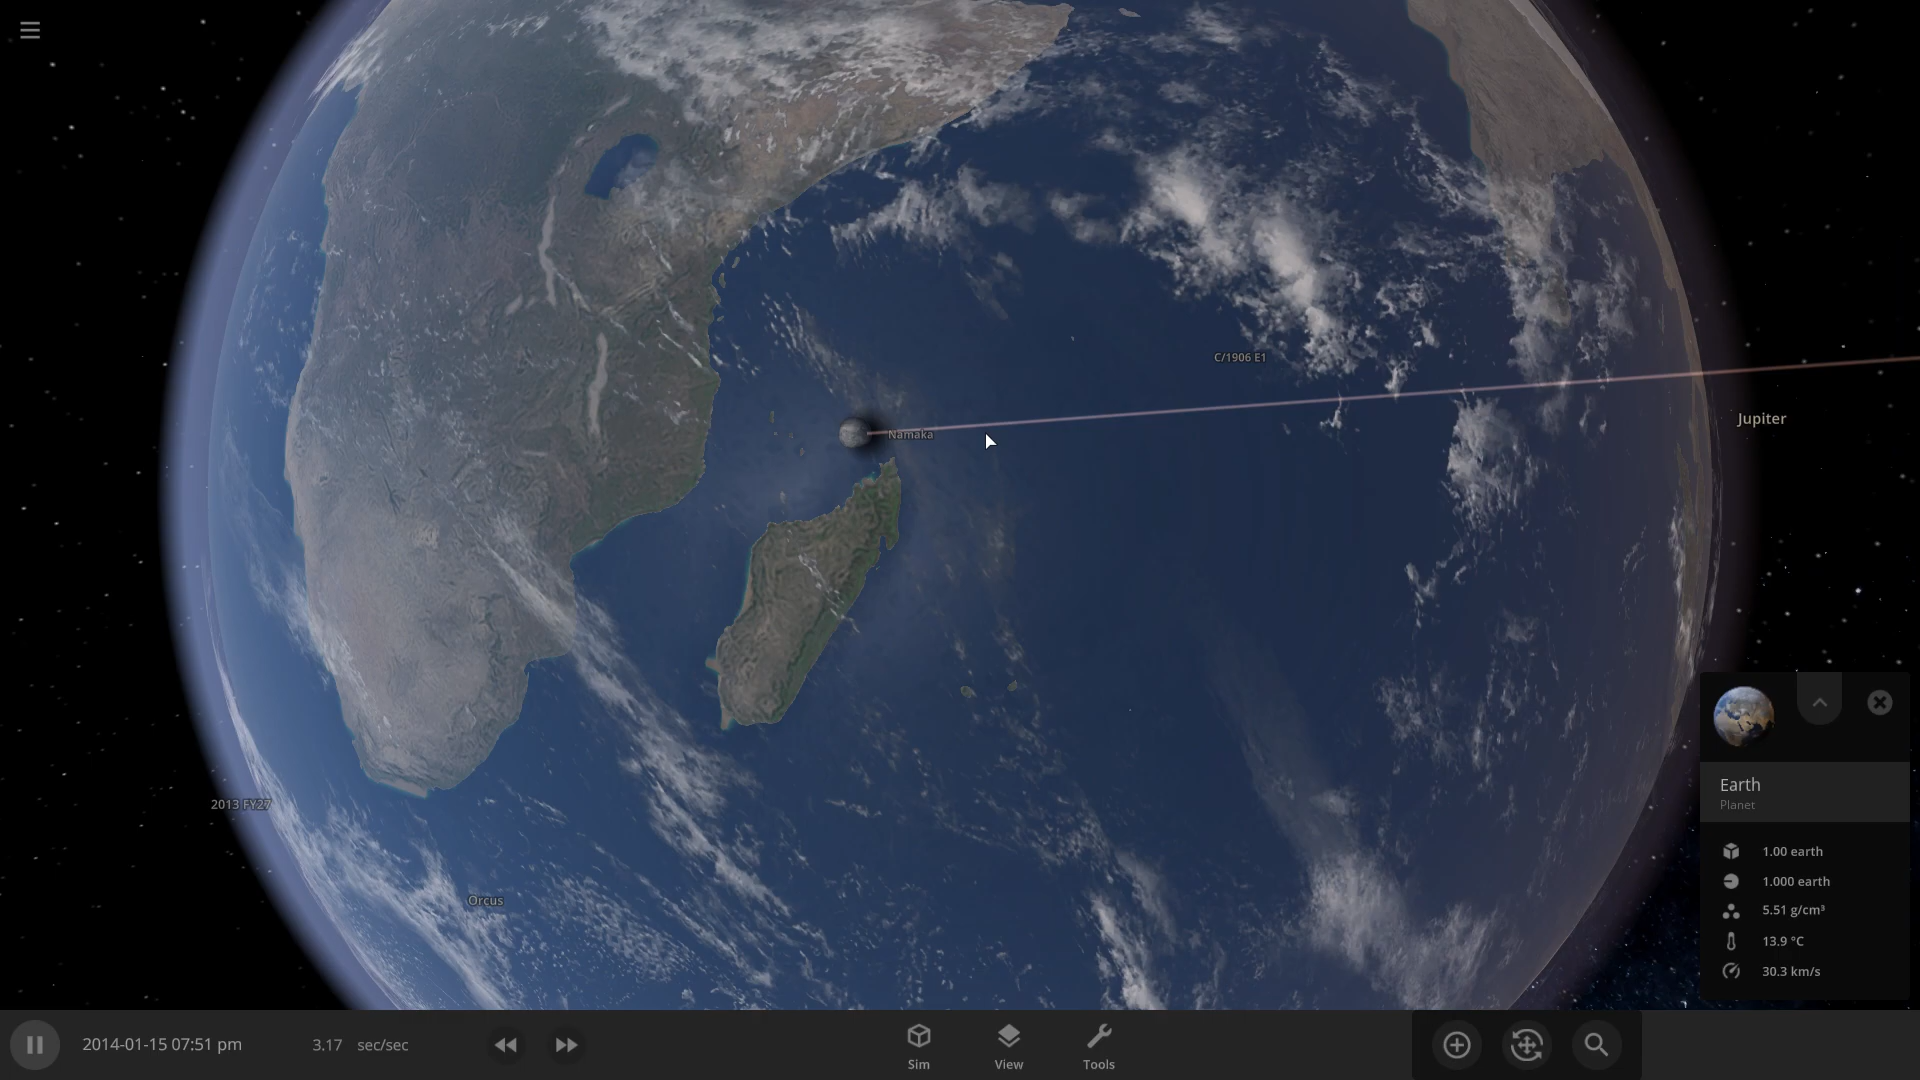 C/1906 E1
Jupiter
Namaka
2013 FY27
Orcus
Earth
Planet
1.00 earth
1.000 earth
5.51 g/cm³
13.9 °C
30.3 km/s
2014-01-15 07:51 pm
3.17 sec/sec
Sim
View
Tools